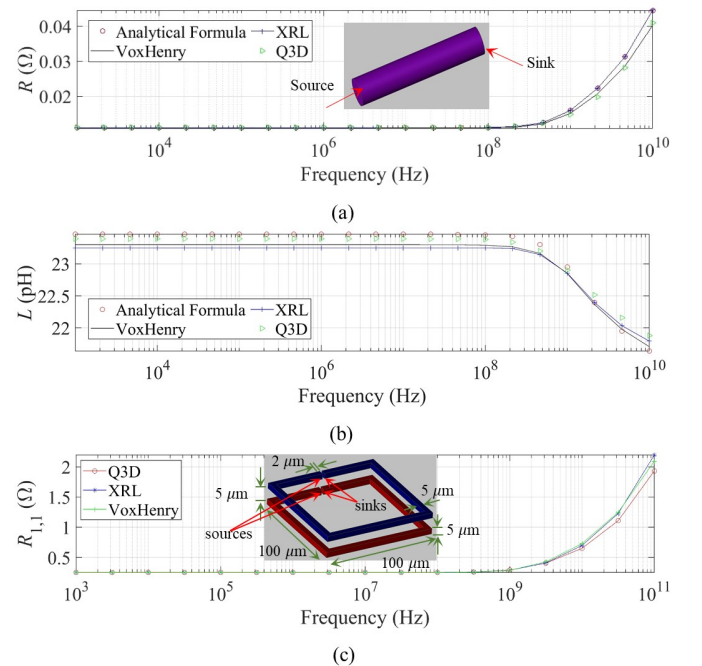 0.04
0.03
0.02
R (Ω)
Analytical Formula
XRL
VoxHenry
Q3D
Source
Sink
10^4
10^6
10^8
10^10
Frequency (Hz)
(a)
23
22.5
22
L (pH)
Analytical Formula
XRL
VoxHenry
Q3D
10^4
10^6
10^8
10^10
Frequency (Hz)
(b)
2
1.5
1
0.5
R_{1,1} (Ω)
Q3D
XRL
VoxHenry
2 μm
5 μm
5 μm
sinks
sources
5 μm
100 μm
100 μm
10^3
10^5
10^7
10^9
10^11
Frequency (Hz)
(c)